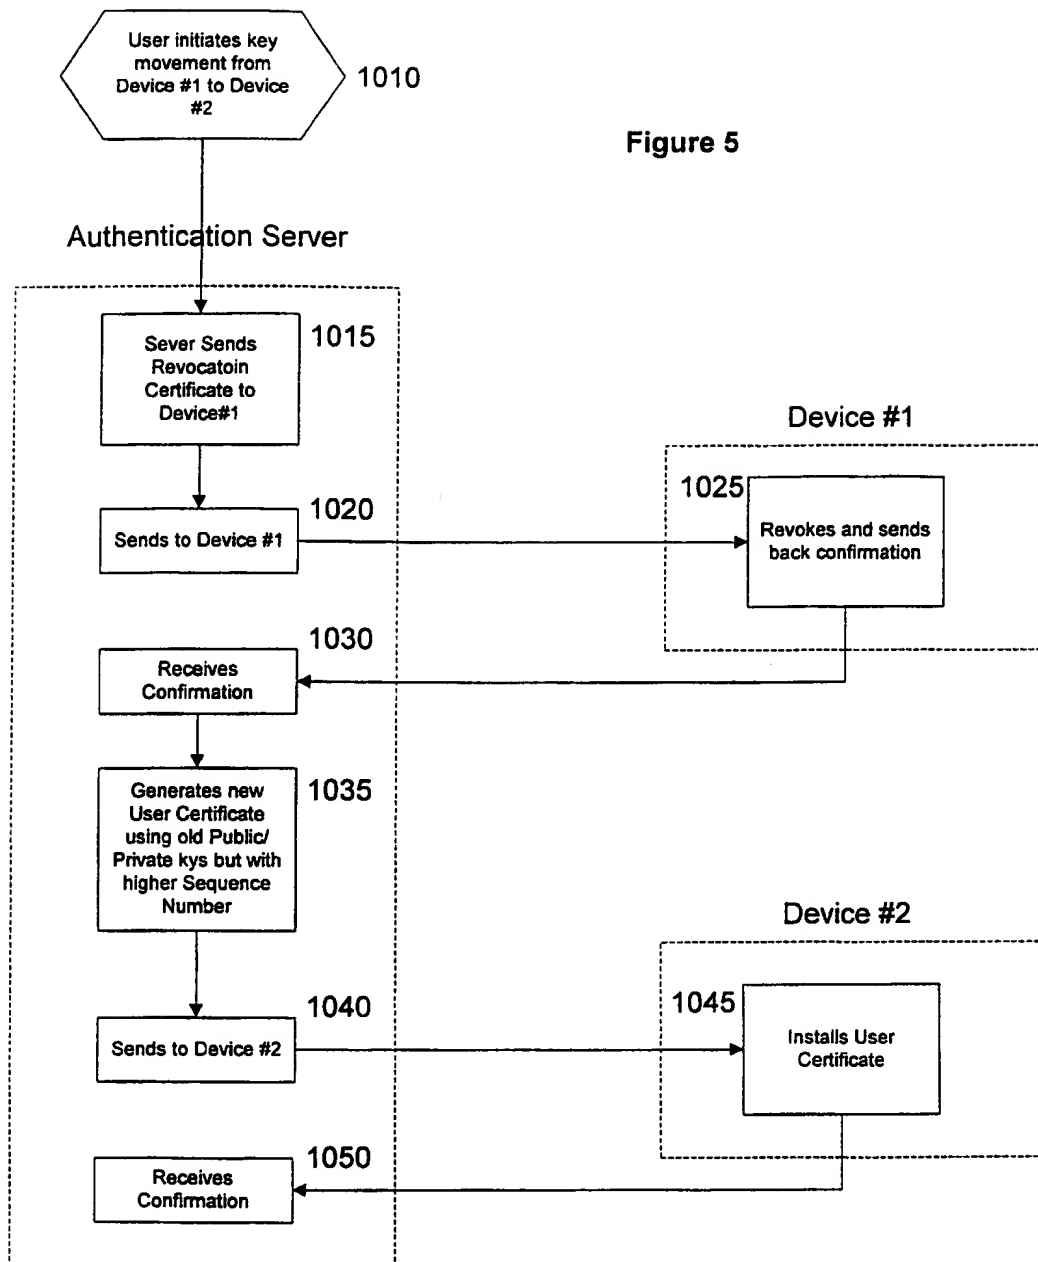 User initiates key
movement from
Device #1 to Device
#2
1010
Figure 5
Authentication Server
Sever Sends
Revocatoin
Certificate to
Device#1
1015
Device #1
Sends to Device #1
1020
1025
Revokes and sends
back confirmation
Receives
Confirmation
1030
Generates new
User Certificate
using old Public/
Private kys but with
higher Sequence
Number
1035
Device #2
Sends to Device #2
1040
1045
Installs User
Certificate
Receives
Confirmation
1050